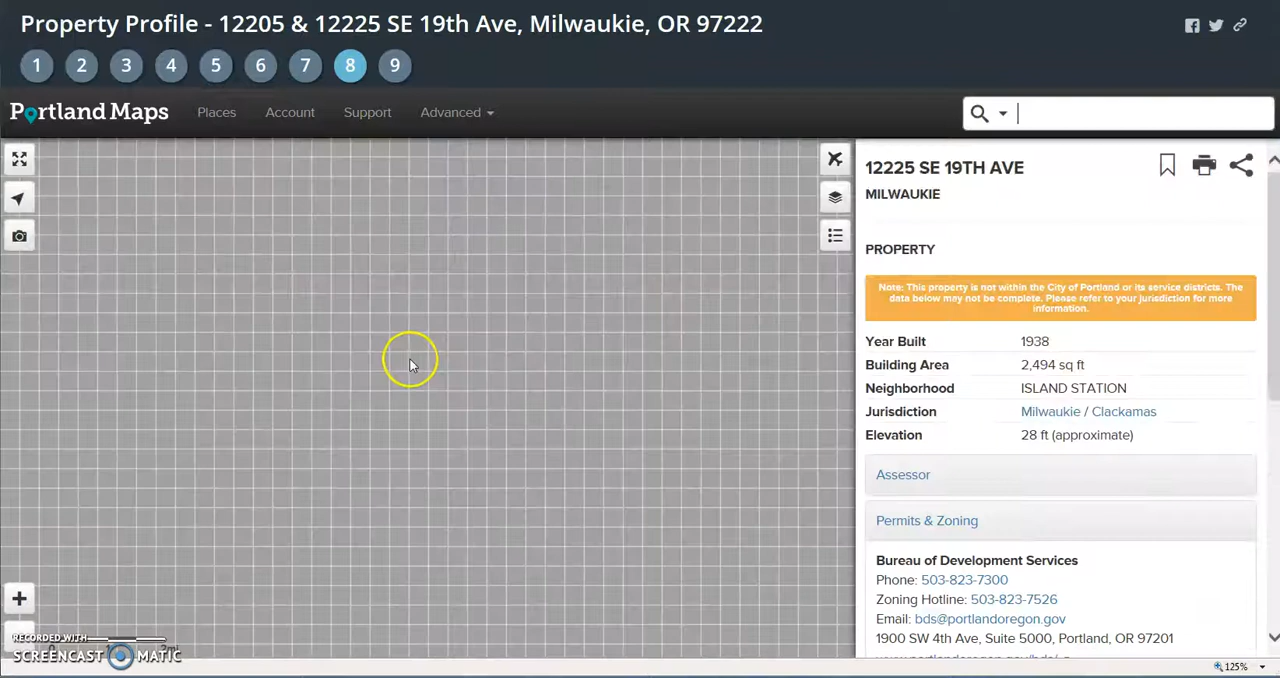 Property Profile - 12205 & 12225 SE 19th Ave, Milwaukie, OR 97222
1 2 3 4 5 6 7 8 9
Portland Maps Places Account Support Advanced
12225 SE 19TH AVE
MILWAUKIE
PROPERTY
Note: This property is not within the City of Portland or its service districts. The
data below may not be complete. Please refer to your jurisdiction for more
information.
Year Built 1938
Building Area 2,494 sq ft
Neighborhood ISLAND STATION
Jurisdiction Milwaukie / Clackamas
Elevation 28 ft (approximate)
Assessor
Permits & Zoning
Bureau of Development Services
Phone: 503-823-7300
Zoning Hotline: 503-823-7526
Email: bds@portlandoregon.gov
1900 SW 4th Ave, Suite 5000, Portland, OR 97201
RECORDED WITH
SCREENCAST MATIC
125%